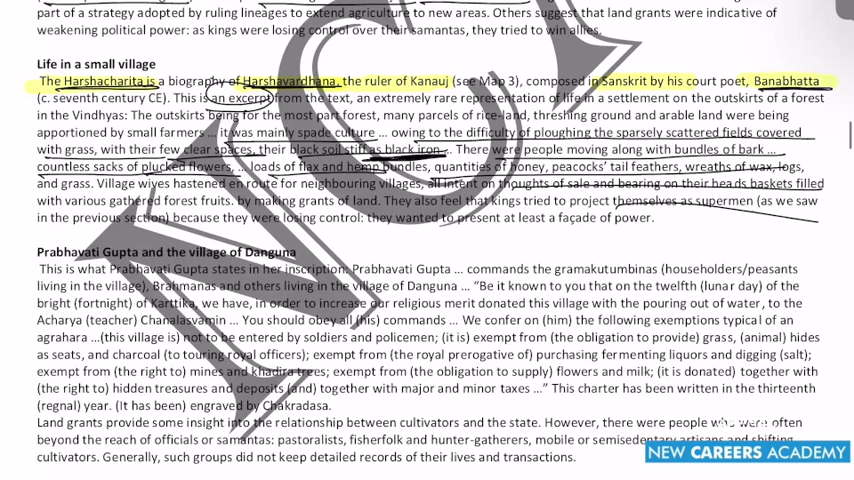 part of a strategy adopted by ruling lineages to extend agriculture to new areas. Others suggest that land grants were indicative of
weakening political power: as kings were losing control over their samantas, they tried to win allies.
Life in a small village
The Harshacharita is a biography of Harshavardhana, the ruler of Kanauj (see Map 3), composed in Sanskrit by his court poet, Banabhatta
(c. seventh century CE). This is an excerpt from the text, an extremely rare representation of life in a settlement on the outskirts of a forest
in the Vindhyas: The outskirts being for the most part forest, many parcels of rice-land, threshing ground and arable land were being
apportioned by small farmers ... it was mainly spade culture ... owing to the difficulty of ploughing the sparsely scattered fields covered
with grass, with their few clear spaces, their black soil stiff as black iron ... There were people moving along with bundles of bark ...
countless sacks of plucked flowers, ... loads of flax and hemp bundles, quantities of honey, peacocks' tail feathers, wreaths of wax, logs,
and grass. Village wives hastened en route for neighbouring villages, all intent on thoughts of sale and bearing on their heads baskets filled
with various gathered forest fruits. by making grants of land. They also feel that kings tried to project themselves as supermen (as we saw
in the previous section) because they were losing control: they wanted to present at least a façade of power.
Prabhavati Gupta and the village of Danguna
This is what Prabhavati Gupta states in her inscription: Prabhavati Gupta ... commands the gramakutumbinas (householders/peasants
living in the village), Brahmanas and others living in the village of Danguna ... "Be it known to you that on the twelfth (lunar day) of the
bright (fortnight) of Karttika, we have, in order to increase our religious merit donated this village with the pouring out of water, to the
Acharya (teacher) Chanalasvamin ... You should obey all (his) commands ... We confer on (him) the following exemptions typical of an
agrahara ...(this village is) not to be entered by soldiers and policemen; (it is) exempt from (the obligation to provide) grass, (animal) hides
as seats, and charcoal (to touring royal officers); exempt from (the royal prerogative of) purchasing fermenting liquors and digging (salt);
exempt from (the right to) mines and khadira trees; exempt from (the obligation to supply) flowers and milk; (it is donated) together with
(the right to) hidden treasures and deposits (and) together with major and minor taxes ..." This charter has been written in the thirteenth
(regnal) year. (It has been) engraved by Chakradasa.
Land grants provide some insight into the relationship between cultivators and the state. However, there were people who were often
beyond the reach of officials or samantas: pastoralists, fisherfolk and hunter-gatherers, mobile or semisedentary artisans and shifting
cultivators. Generally, such groups did not keep detailed records of their lives and transactions.
NEW CAREERS ACADEMY